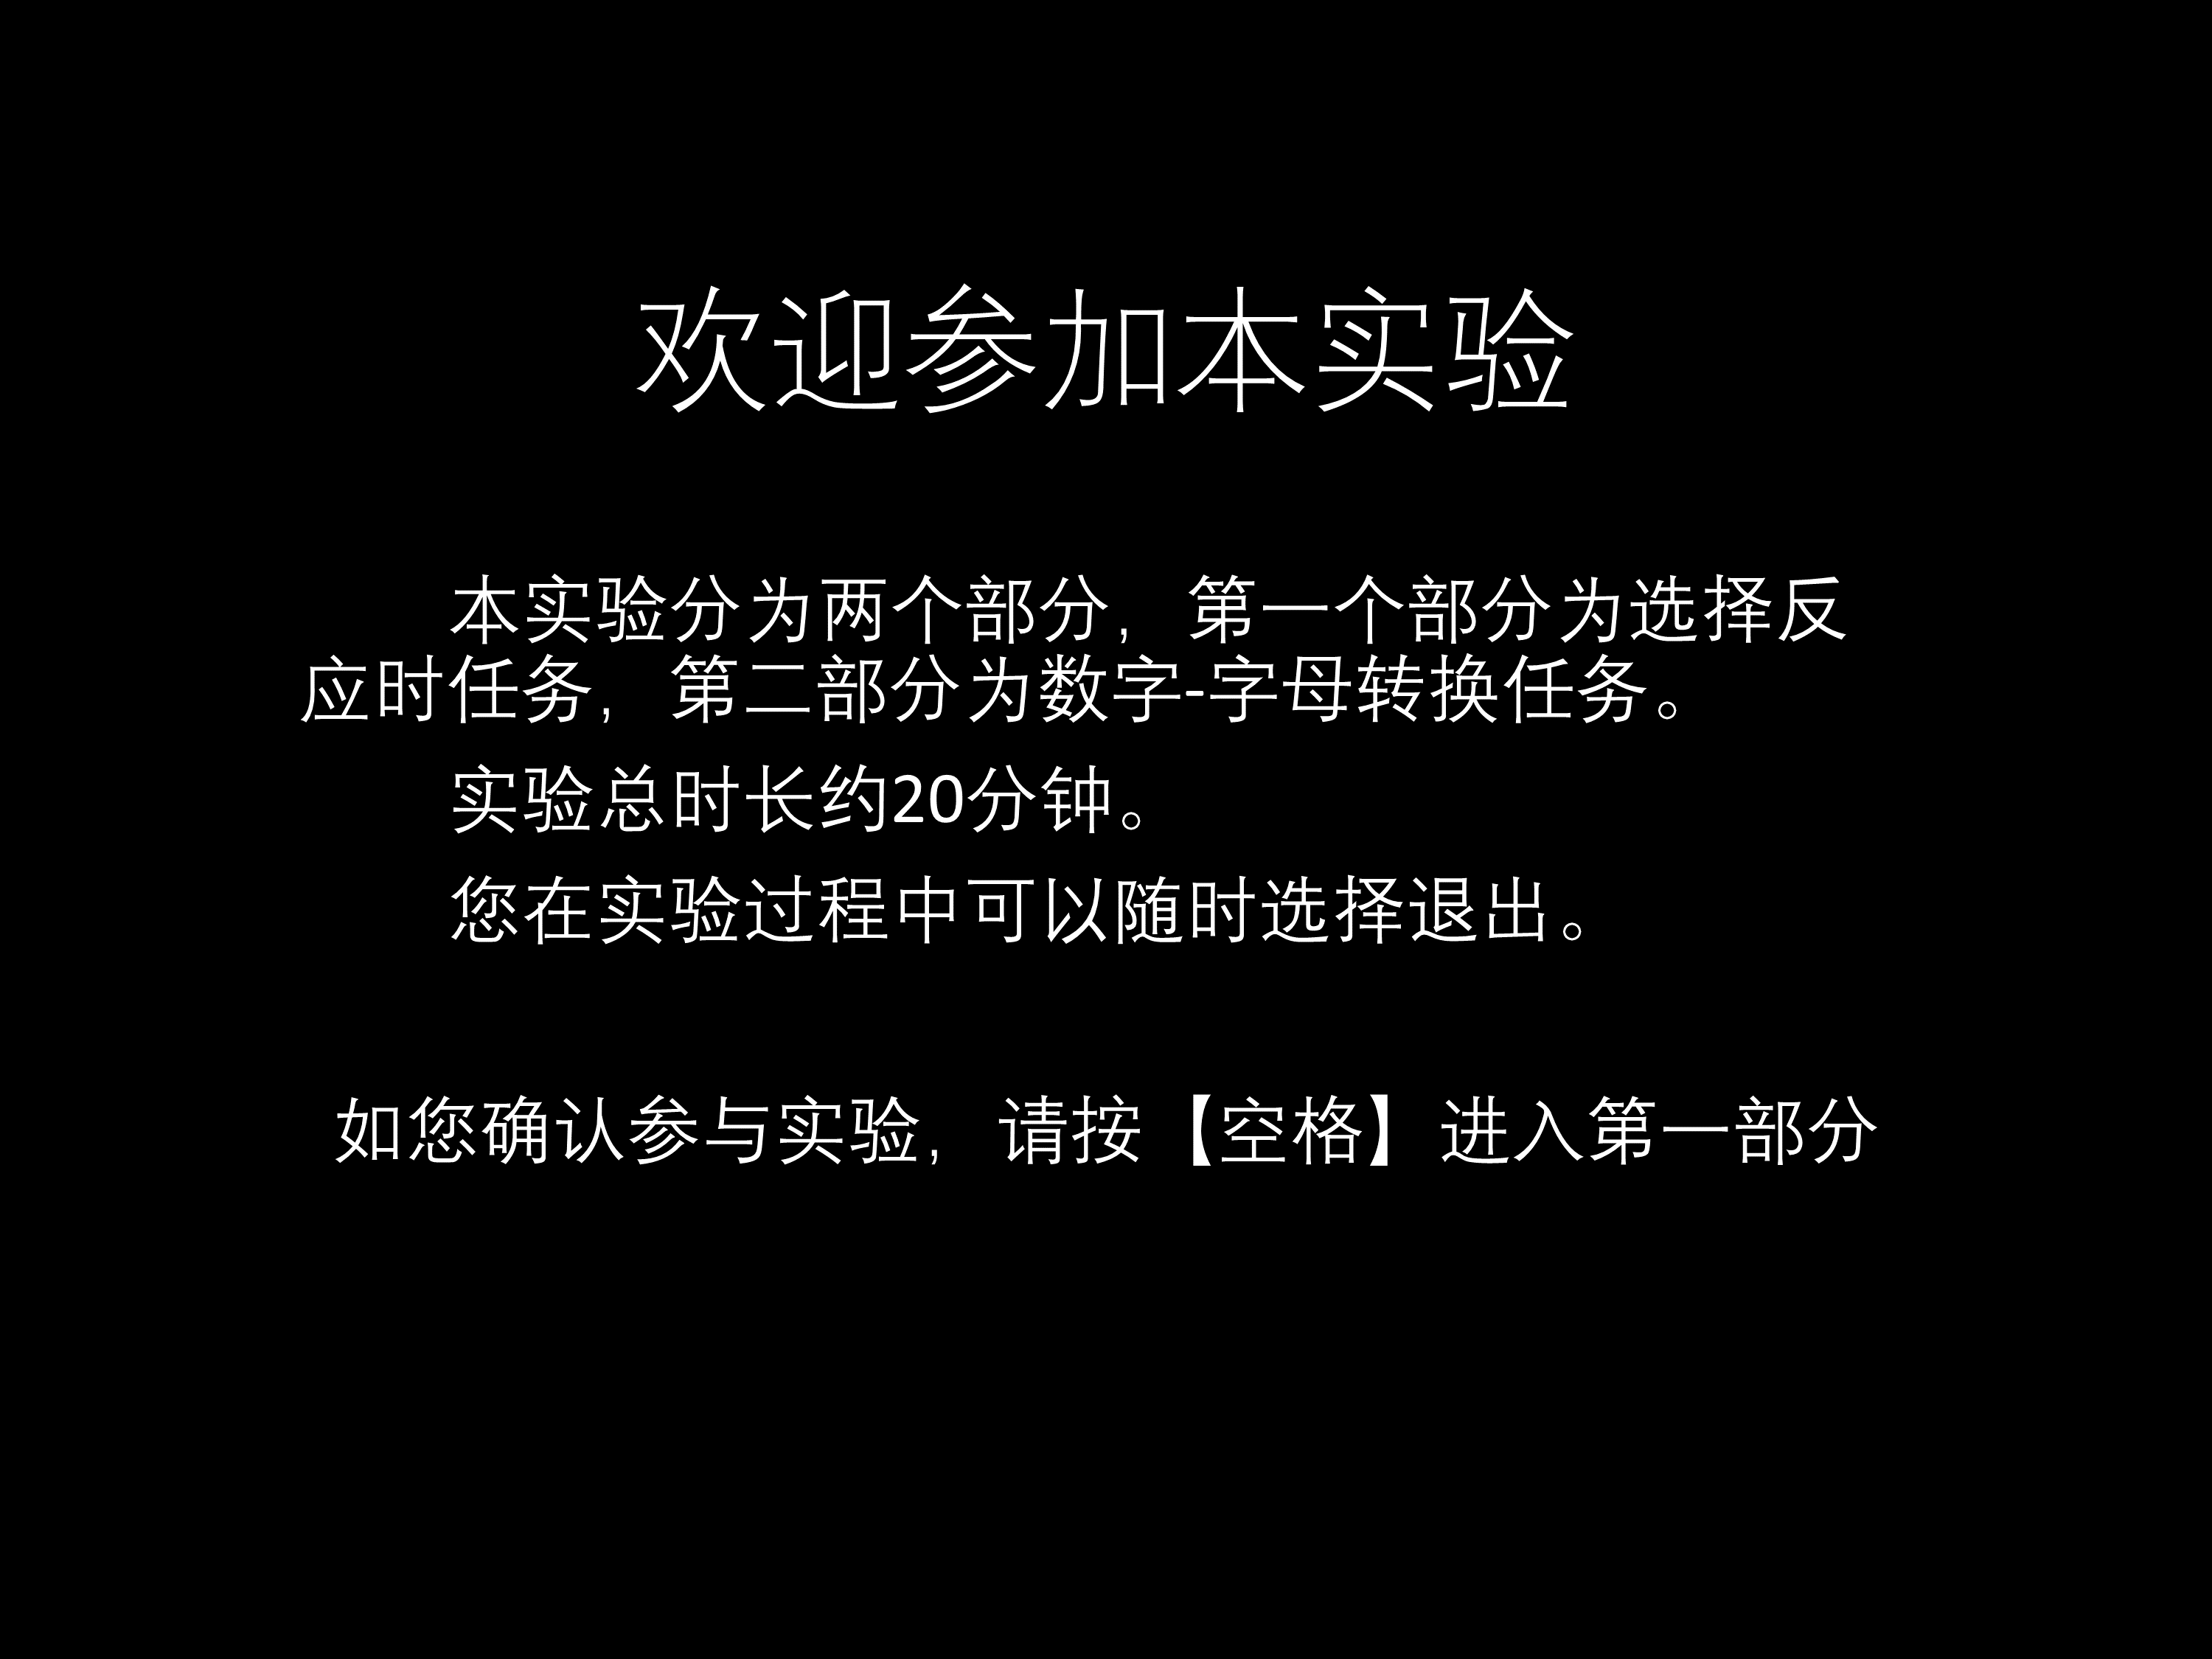 欢迎参加本实验
本实验分为两个部分，第一个部分为选择反
应时任务，第二部分为数字-字母转换任务。
实验总时长约20分钟。
您在实验过程中可以随时选择退出。
如您确认参与实验，请按【空格】进入第一部分